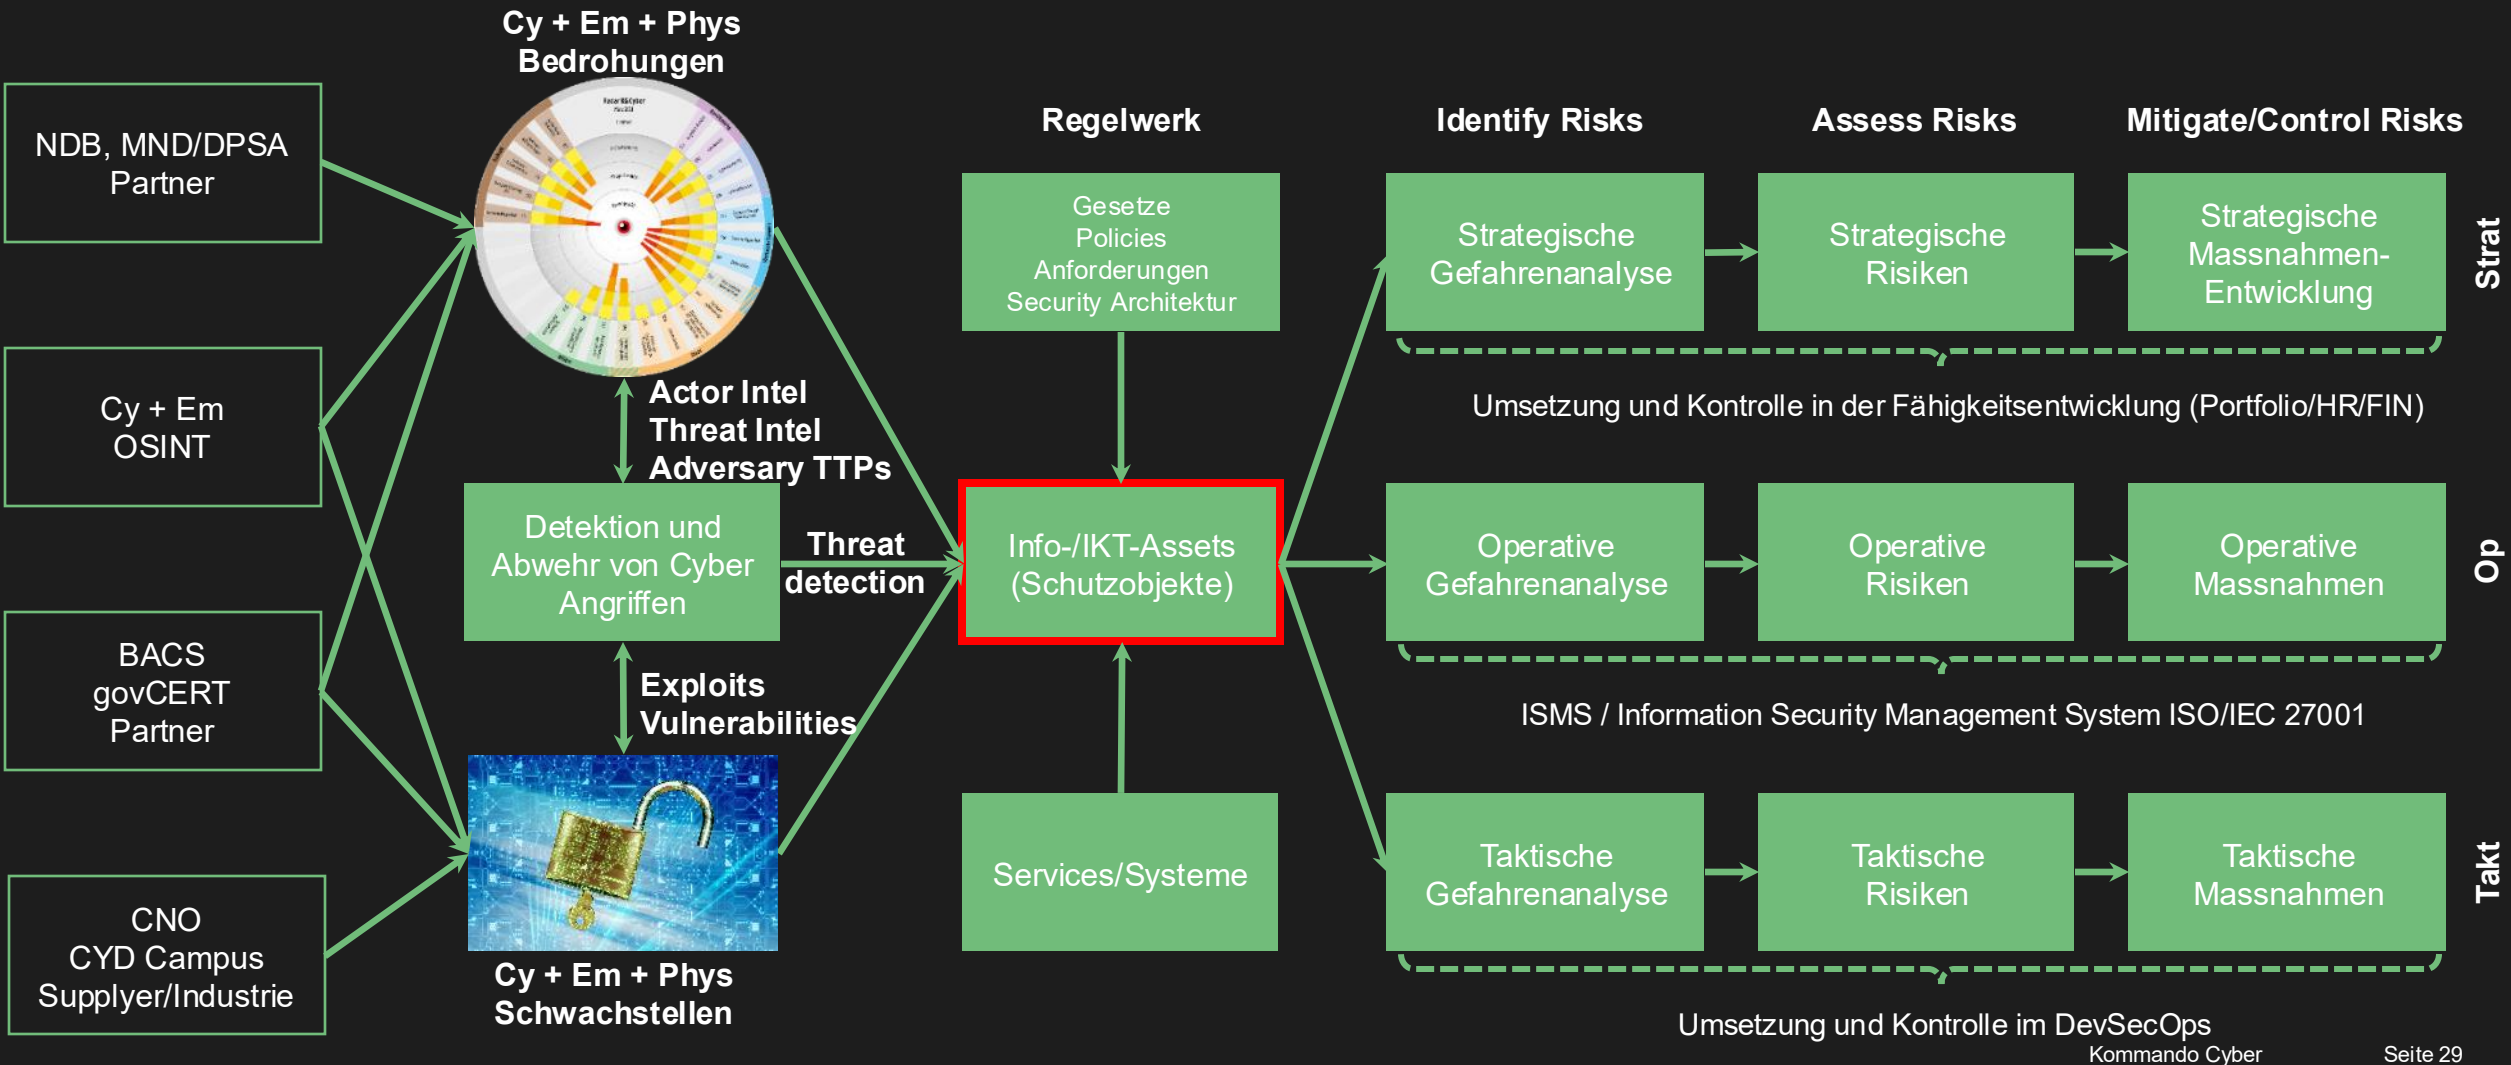 Cy + Em + Phys
Bedrohungen
NDB, MND/DPSA
Partner
Cy + Em
OSINT
BACS
govCERT
Partner
CNO
CYD Campus
Supplyer/Industrie
Actor Intel
Threat Intel
Adversary TTPs
Detektion und
Abwehr von Cyber
Angriffen
Threat
detection
Exploits
Vulnerabilities
Cy + Em + Phys
Schwachstellen
Regelwerk
Gesetze
Policies
Anforderungen
Security Architektur
Info-/IKT-Assets
(Schutzobjekte)
Services/Systeme
Identify Risks
Assess Risks
Mitigate/Control Risks
Strategische
Gefahrenanalyse
Strategische
Risiken
Strategische
Massnahmen-
Entwicklung
Strat
Umsetzung und Kontrolle in der Fähigkeitsentwicklung (Portfolio/HR/FIN)
Operative
Gefahrenanalyse
Operative
Risiken
Operative
Massnahmen
Op
ISMS / Information Security Management System ISO/IEC 27001
Taktische
Gefahrenanalyse
Taktische
Risiken
Taktische
Massnahmen
Takt
Umsetzung und Kontrolle im DevSecOps
Kommando Cyber
Seite 29